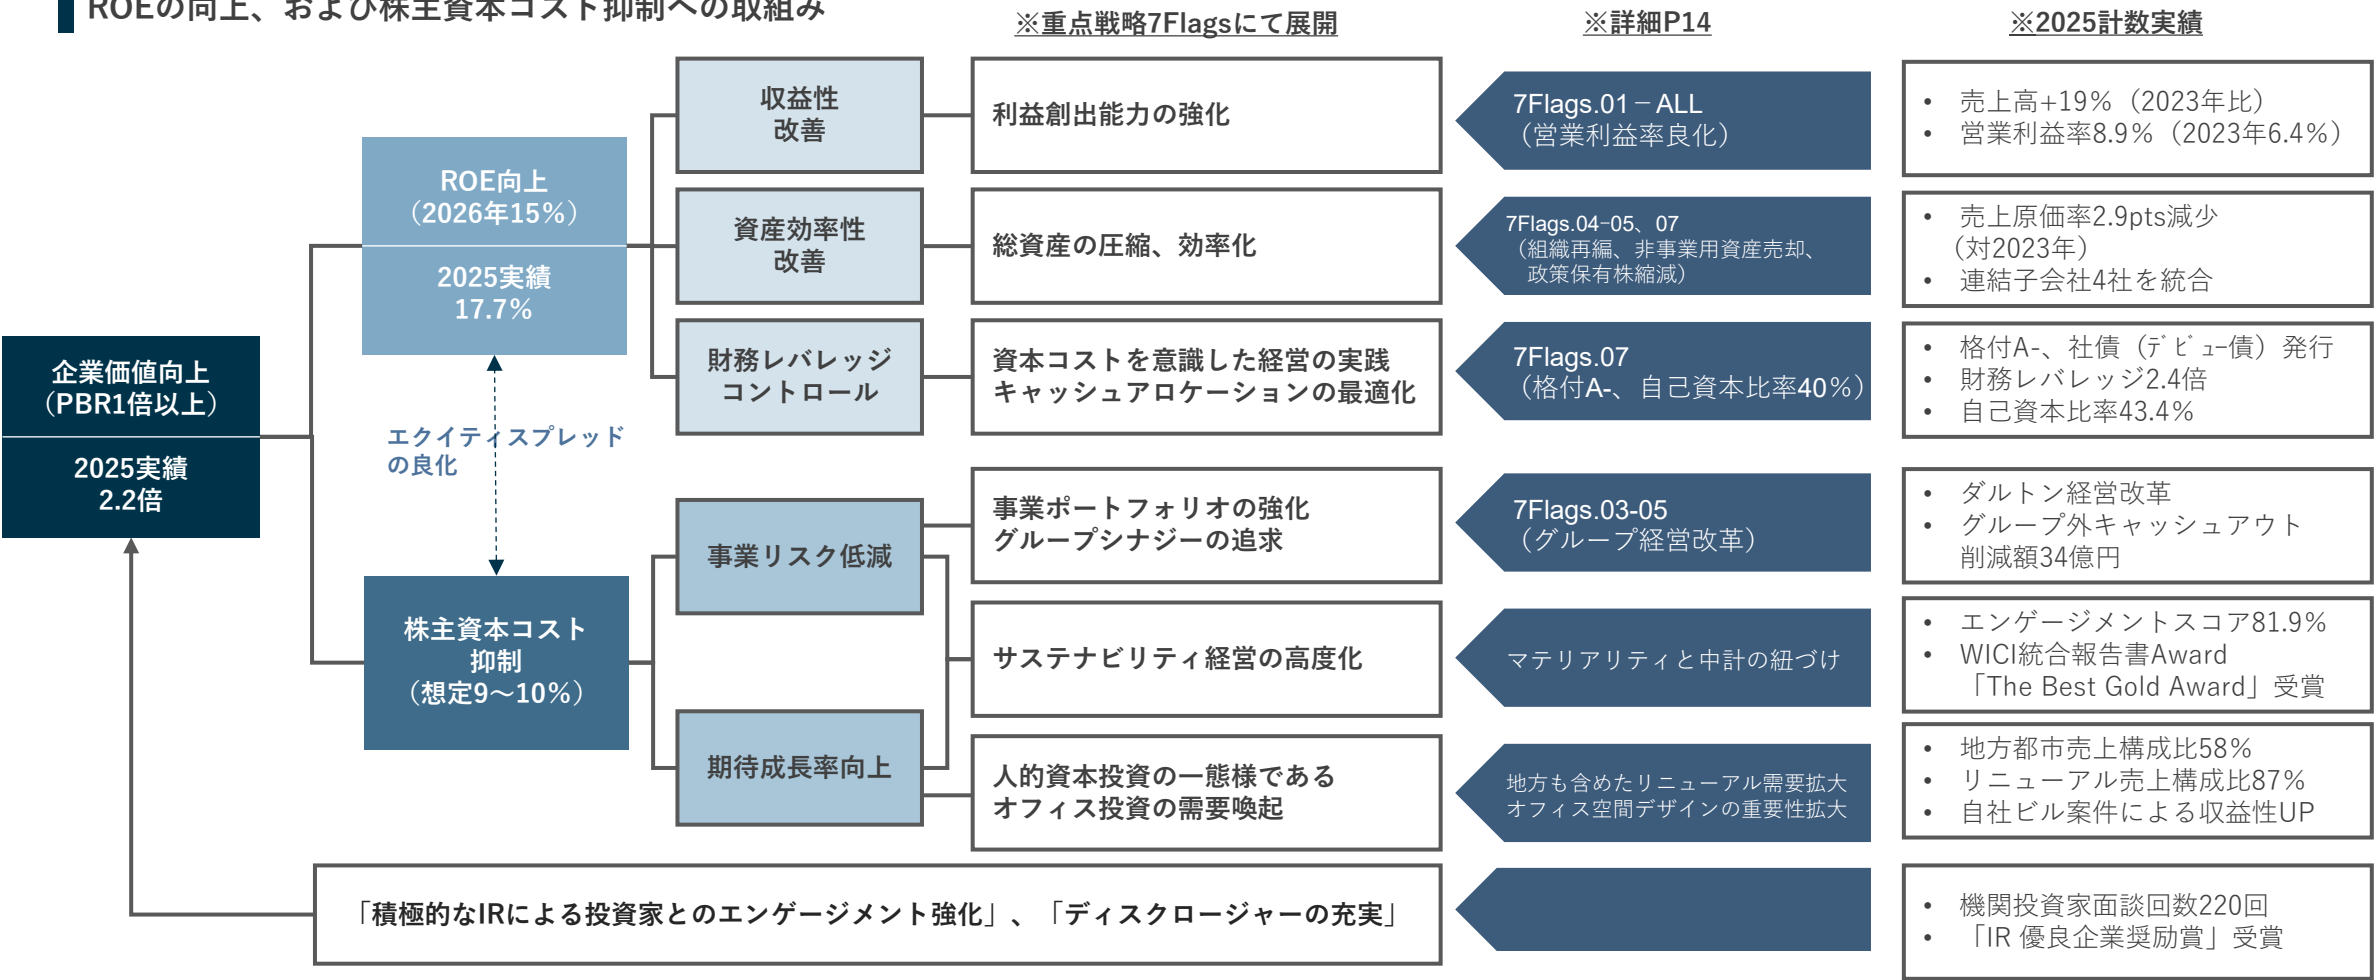 ROEの向上、および株主資本コスト抑制への取組み
※重点戦略7Flagsにて展開
※詳細P14
※2025計数実績
企業価値向上
（PBR1倍以上）
2025実績
2.2倍
ROE向上
（2026年15%）
2025実績
17.7%
エクイティスプレッド
の良化
株主資本コスト
抑制
（想定9～10%）
収益性
改善
利益創出能力の強化
7Flags.01－ALL
（営業利益率良化）
• 売上高+19%（2023年比）
• 営業利益率8.9%（2023年6.4%）
資産効率性
改善
総資産の圧縮、効率化
7Flags.04-05、07
（組織再編、非事業用資産売却、
政策保有株縮減）
• 売上原価率2.9pts減少
（対2023年）
• 連結子会社4社を統合
財務レバレッジ
コントロール
資本コストを意識した経営の実践
キャッシュアロケーションの最適化
7Flags.07
（格付A-、自己資本比率40%）
• 格付A-、社債（ﾃﾞﾋﾞｭｰ債）発行
• 財務レバレッジ2.4倍
• 自己資本比率43.4%
事業リスク低減
事業ポートフォリオの強化
グループシナジーの追求
7Flags.03-05
（グループ経営改革）
• ダルトン経営改革
• グループ外キャッシュアウト
削減額34億円
サステナビリティ経営の高度化
マテリアリティと中計の紐づけ
• エンゲージメントスコア81.9%
• WICI統合報告書Award
「The Best Gold Award」受賞
期待成長率向上
人的資本投資の一態様である
オフィス投資の需要喚起
地方も含めたリニューアル需要拡大
オフィス空間デザインの重要性拡大
• 地方都市売上構成比58%
• リニューアル売上構成比87%
• 自社ビル案件による収益性UP
「積極的なIRによる投資家とのエンゲージメント強化」、「ディスクロージャーの充実」
• 機関投資家面談回数220回
• 「IR 優良企業奨励賞」受賞